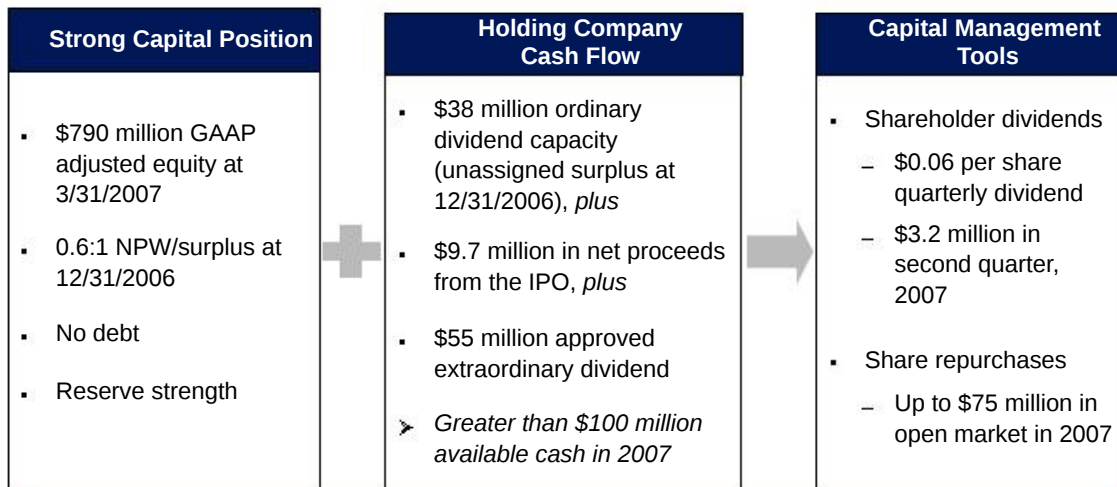 Strong Capital Position
▪ $790 million GAAP
adjusted equity at
3/31/2007
▪ 0.6:1 NPW/surplus at
12/31/2006
▪ No debt
▪ Reserve strength
Holding Company
Cash Flow
▪ $38 million ordinary
dividend capacity
(unassigned surplus at
12/31/2006), plus
▪ $9.7 million in net proceeds
from the IPO, plus
▪ $55 million approved
extraordinary dividend
➢ Greater than $100 million
available cash in 2007
Capital Management
Tools
▪ Shareholder dividends
– $0.06 per share
quarterly dividend
– $3.2 million in
second quarter,
2007
▪ Share repurchases
– Up to $75 million in
open market in 2007